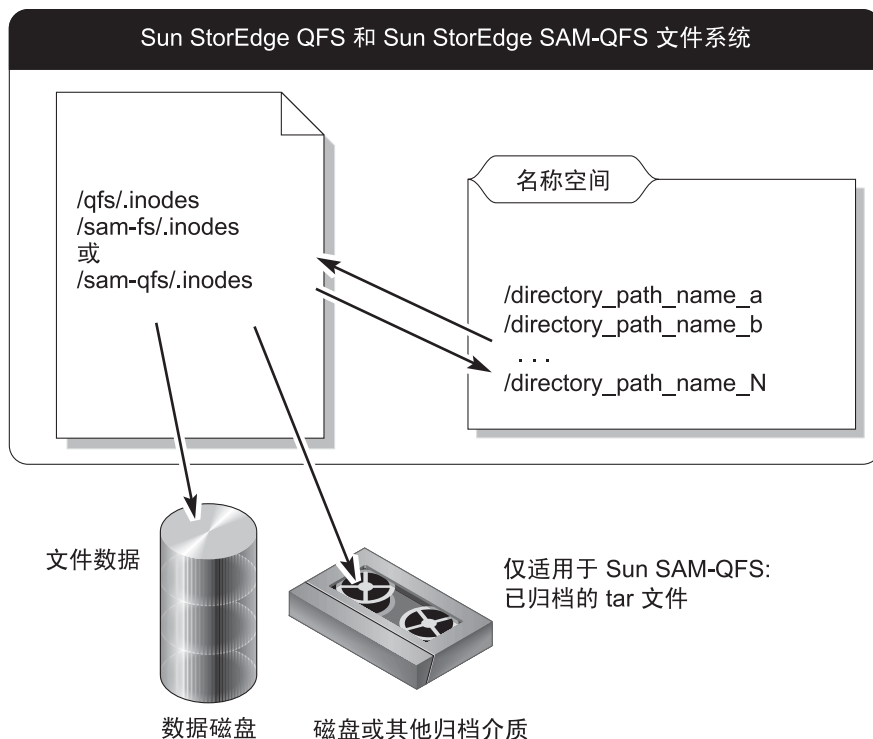 Sun StorEdge QFS 和 Sun StorEdge SAM-QFS 文件系统
/qfs/.inodes
/sam-fs/.inodes
或
/sam-qfs/.inodes
名称空间
/directory_path_name_a
/directory_path_name_b
. . .
/directory_path_name_N
文件数据
仅适用于 Sun SAM-QFS:
已归档的 tar 文件
数据磁盘
磁盘或其他归档介质